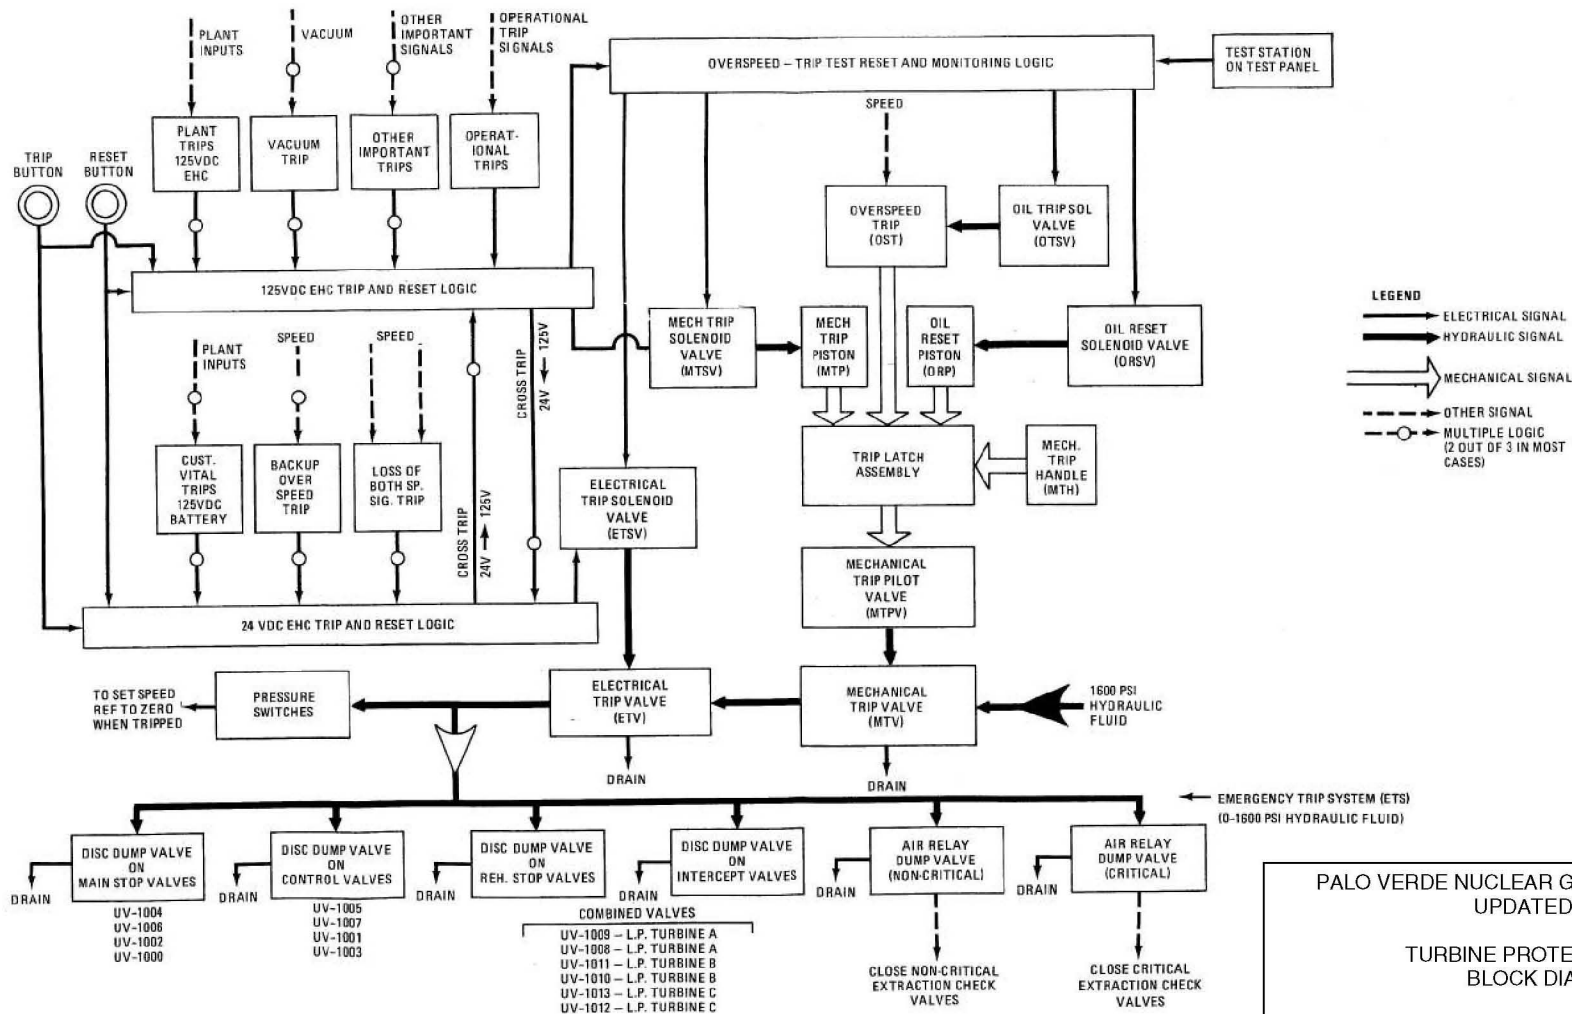 PLANT
INPUTS
VACUUM
OTHER
IMPORTANT
SIGNALS
OPERATIONAL
TRIP
SIGNALS
OVERSPEED – TRIP TEST RESET AND MONITORING LOGIC
TEST STATION
ON TEST PANEL
TRIP
BUTTON
RESET
BUTTON
PLANT
TRIPS
125VDC
EHC
VACUUM
TRIP
OTHER
IMPORTANT
TRIPS
OPERAT-
IONAL
TRIPS
SPEED
OVERSPEED
TRIP
(OST)
OIL TRIPSOL
VALVE
(OTSV)
125VDC EHC TRIP AND RESET LOGIC
MECH TRIP
SOLENOID
VALVE
(MTSV)
MECH
TRIP
PISTON
(MTP)
OIL
RESET
PISTON
(ORP)
OIL RESET
SOLENOID VALVE
(ORSV)
LEGEND
ELECTRICAL SIGNAL
HYDRAULIC SIGNAL
MECHANICAL SIGNAL
OTHER SIGNAL
MULTIPLE LOGIC
(2 OUT OF 3 IN MOST
CASES)
PLANT
INPUTS
SPEED
SPEED
CROSS TRIP
24V 125V
CROSS TRIP
24V 125V
CUST.
VITAL
TRIPS
125VDC
BATTERY
BACKUP
OVER
SPEED
TRIP
LOSS OF
BOTH SP.
SIG. TRIP
ELECTRICAL
TRIP SOLENOID
VALVE
(ETSV)
TRIP LATCH
ASSEMBLY
MECH.
TRIP
HANDLE
(MTH)
MECHANICAL
TRIP PILOT
VALVE
(MTPV)
24 VDC EHC TRIP AND RESET LOGIC
TO SET SPEED
REF TO ZERO
WHEN TRIPPED
PRESSURE
SWITCHES
ELECTRICAL
TRIP VALVE
(ETV)
MECHANICAL
TRIP VALVE
(MTV)
1600 PSI
HYDRAULIC
FLUID
DRAIN
DRAIN
EMERGENCY TRIP SYSTEM (ETS)
(0-1600 PSI HYDRAULIC FLUID)
DISC DUMP VALVE
ON
MAIN STOP VALVES
DISC DUMP VALVE
ON
CONTROL VALVES
DISC DUMP VALVE
ON
REH. STOP VALVES
DISC DUMP VALVE
ON
INTERCEPT VALVES
AIR RELAY
DUMP VALVE
(NON-CRITICAL)
AIR RELAY
DUMP VALVE
(CRITICAL)
DRAIN
DRAIN
DRAIN
DRAIN
DRAIN
DRAIN
UV-1004
UV-1006
UV-1002
UV-1000
UV-1005
UV-1007
UV-1001
UV-1003
COMBINED VALVES
UV-1009 – L.P. TURBINE A
UV-1008 – L.P. TURBINE A
UV-1011 – L.P. TURBINE B
UV-1010 – L.P. TURBINE B
UV-1013 – L.P. TURBINE C
UV-1012 – L.P. TURBINE C
CLOSE NON-CRITICAL
EXTRACTION CHECK
VALVES
CLOSE CRITICAL
EXTRACTION CHECK
VALVES
PALO VERDE NUCLEAR G
UPDATED
TURBINE PROTE
BLOCK DIA